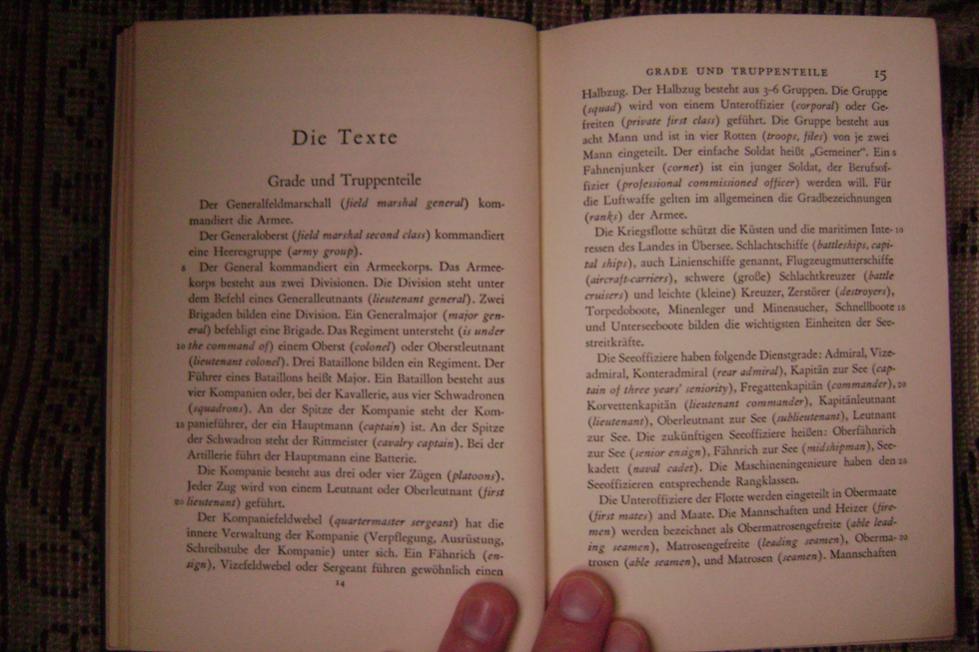 Die Texte
Grade und Truppenteile
Der Generalfeldmarschall (field marshal general) kom-
mandiert die Armee.
Der Generaloberst (field marshal second class) kommandiert
eine Heeresgruppe (army group).
5 Der General kommandiert ein Armeekorps. Das Armee-
korps besteht aus zwei Divisionen. Die Division steht unter
dem Befehl eines Generalleutnants (lieutenant general). Zwei
Brigaden bilden eine Division. Ein Generalmajor (major gen-
eral) befehligt eine Brigade. Das Regiment untersteht (is under
10 the command of) einem Oberst (colonel) oder Oberstleutnant
(lieutenant colonel). Drei Bataillone bilden ein Regiment. Der
Führer eines Bataillons heißt Major. Ein Bataillon besteht aus
vier Kompanien oder, bei der Kavallerie, aus vier Schwadronen
(squadrons). An der Spitze der Kompanie steht der Kom-
15 panieführer, der ein Hauptmann (captain) ist. An der Spitze
der Schwadron steht der Rittmeister (cavalry captain). Bei der
Artillerie führt der Hauptmann eine Batterie.
Die Kompanie besteht aus drei oder vier Zügen (platoons).
Jeder Zug wird von einem Leutnant oder Oberleutnant (first
20 lieutenant) geführt.
Der Kompaniefeldwebel (quartermaster sergeant) hat die
innere Verwaltung der Kompanie (Verpflegung, Ausrüstung,
Schreibstube der Kompanie) unter sich. Ein Fähnrich (en-
sign), Vizefeldwebel oder Sergeant führen gewöhnlich einen
14
GRADE UND TRUPPENTEILE 15
Halbzug. Der Halbzug besteht aus 3-6 Gruppen. Die Gruppe
(squad) wird von einem Unteroffizier (corporal) oder Ge-
freiten (private first class) geführt. Die Gruppe besteht aus
acht Mann und ist in vier Rotten (troops, files) von je zwei
Mann eingeteilt. Der einfache Soldat heißt „Gemeiner“. Ein 5
Fahnenjunker (cornet) ist ein junger Soldat, der Berufsof-
fizier (professional commissioned officer) werden will. Für
die Luftwaffe gelten im allgemeinen die Gradbezeichnungen
(ranks) der Armee.
Die Kriegsflotte schützt die Küsten und die maritimen Inte- 10
ressen des Landes in Übersee. Schlachtschiffe (battleships, capi-
tal ships), auch Linienschiffe genannt, Flugzeugmutterschiffe
(aircraft-carriers), schwere (große) Schlachtkreuzer (battle
cruisers) und leichte (kleine) Kreuzer, Zerstörer (destroyers),
Torpedoboote, Minenleger und Minensucher, Schnellboote 15
und Unterseeboote bilden die wichtigsten Einheiten der See-
streitkräfte.
Die Seeoffiziere haben folgende Dienstgrade: Admiral, Vize-
admiral, Konteradmiral (rear admiral), Kapitän zur See (cap-
tain of three years' seniority), Fregattenkapitän (commander), 20
Korvettenkapitän (lieutenant commander), Kapitänleutnant
(lieutenant), Oberleutnant zur See (sublieutenant), Leutnant
zur See. Die zukünftigen Seeoffiziere heißen: Oberfähnrich
zur See (senior ensign), Fähnrich zur See (midshipman), See-
kadett (naval cadet). Die Maschineningenieure haben den 25
Seeoffizieren entsprechende Rangklassen.
Die Unteroffiziere der Flotte werden eingeteilt in Obermaate
(first mates) and Maate. Die Mannschaften und Heizer (fire-
men) werden bezeichnet als Obermatrosengefreite (able lead-
ing seamen), Matrosengefreite (leading seamen), Oberma- 20
trosen (able seamen), und Matrosen (seamen). Mannschaften